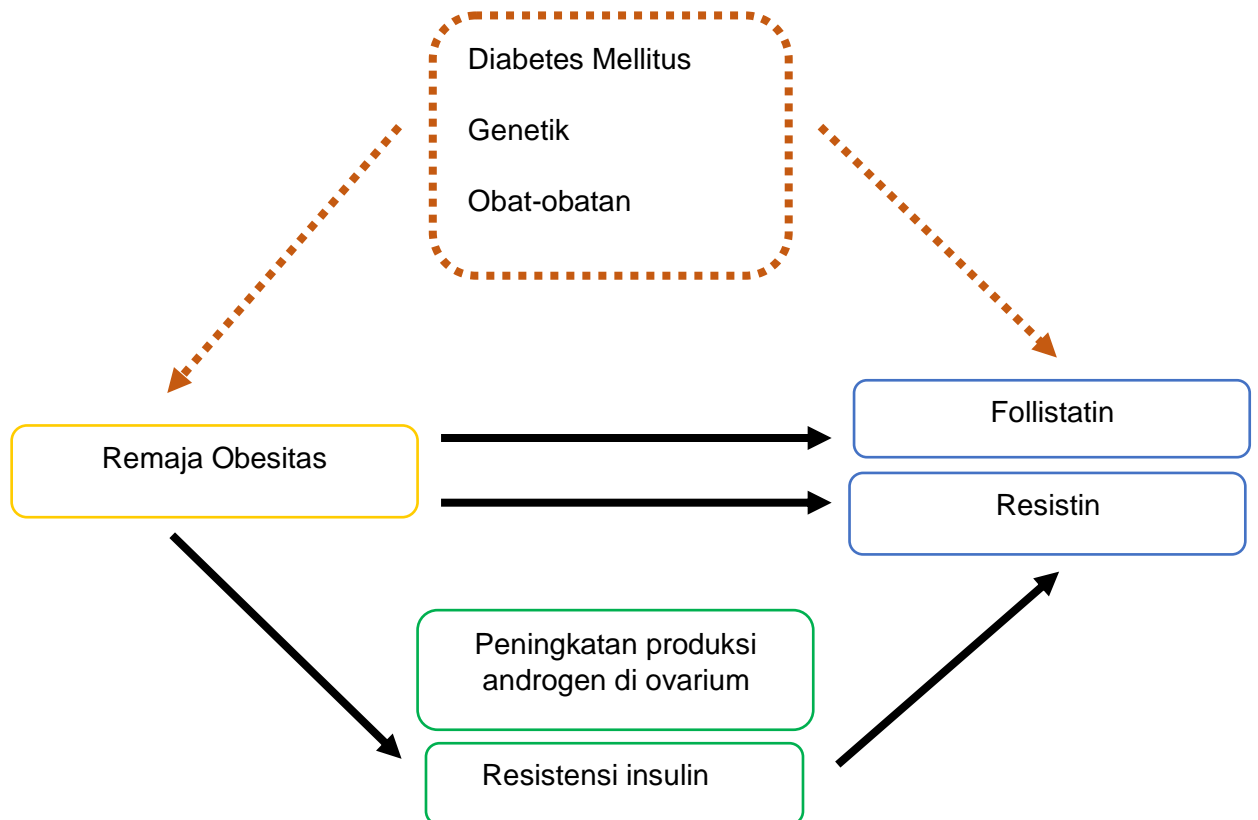 Diabetes Mellitus
Genetik
Obat-obatan
Follistatin
Remaja Obesitas
Resistin
Peningkatan produksi
androgen di ovarium
Resistensi insulin